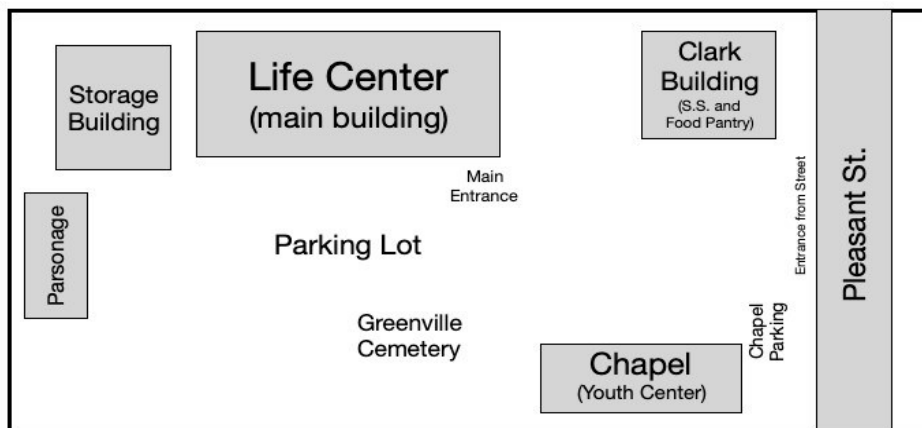 Storage
Building
Life Center
(main building)
Clark
Building
(S.S. and
Food Pantry)
Main
Entrance
Entrance from Street
Pleasant St.
Parsonage
Parking Lot
Greenville
Cemetery
Chapel
Parking
Chapel
(Youth Center)